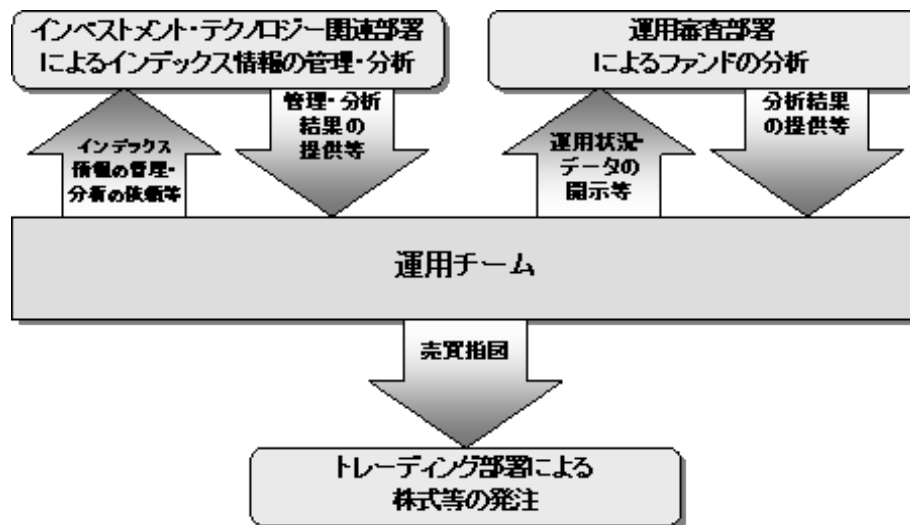 インベストメント・テクノロジー関連部署
によるインデックス情報の管理・分析
運用審査部署
によるファンドの分析
インデックス
情報の管理・
分析の依頼等
管理・分析
結果の
提供等
運用状況・
データの
開示等
分析結果
の提供等
運用チーム
売買指図
トレーディング部署による
株式等の発注